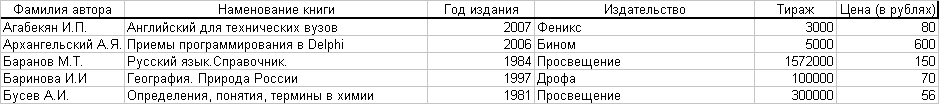 Фамилия автора Наименование книги Год издания Издательство Тираж Цена (в рублях)
Агабекян И.П. Английский для технических вузов 2007 Феникс 3000 80
Архангельский А.Я. Приемы программирования в Delphi 2006 Бином 5000 600
Баранов М.Т. Русский язык.Справочник. 1984 Просвещение 1572000 150
Баринова И.И География. Природа России 1997 Дрофа 100000 70
Бусев А.И. Определения, понятия, термины в химии 1981 Просвещение 300000 56